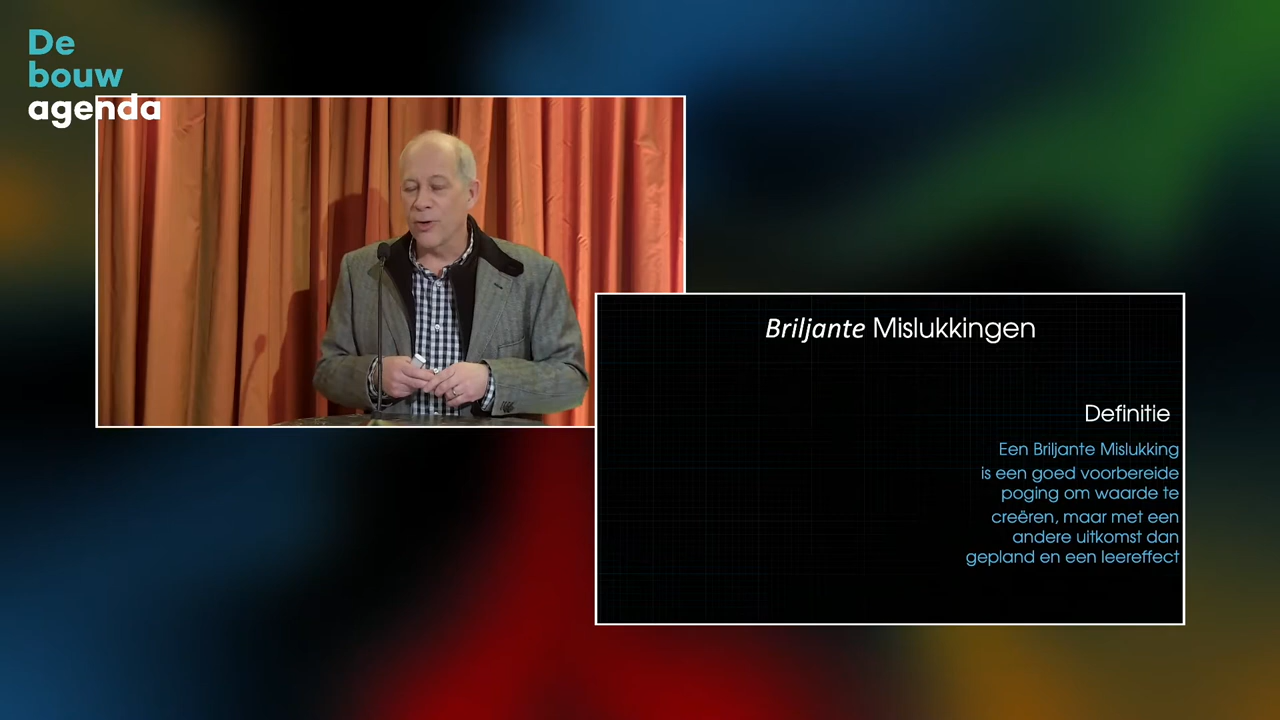 De
bouw
agenda
Briljante Mislukkingen
Definitie
Een Briljante Mislukking
is een goed voorbereide
poging om waarde te
creëren, maar met een
andere uitkomst dan
gepland en een leereffect